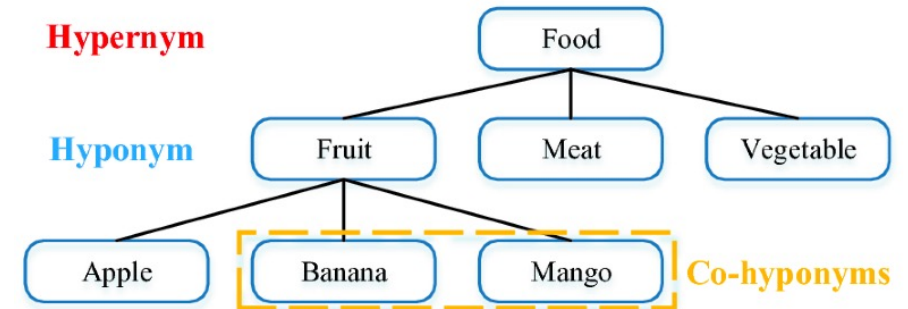 Hypernym Food
Hyponym Fruit Meat Vegetable
Apple Banana Mango Co-hyponyms